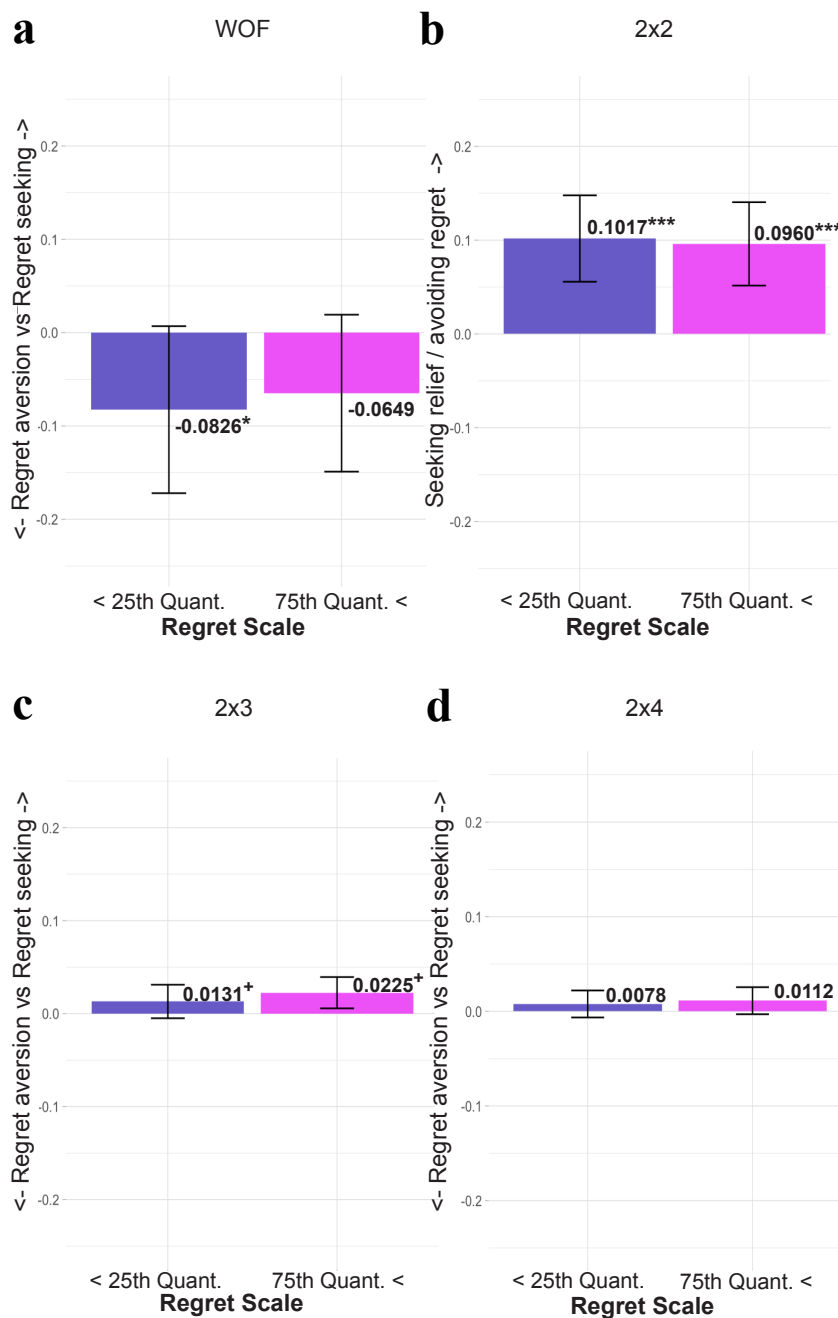 a
WOF
<- Regret aversion vs Regret seeking ->
0.2
0.1
0.0
-0.1
-0.2
-0.0826*
-0.0649
< 25th Quant.
75th Quant. <
Regret Scale
b
2x2
Seeking relief / avoiding regret ->
0.2
0.1
0.0
-0.1
-0.2
0.1017***
0.0960***
< 25th Quant.
75th Quant. <
Regret Scale
c
2x3
<- Regret aversion vs Regret seeking ->
0.2
0.1
0.0
-0.1
-0.2
0.0131+
0.0225+
< 25th Quant.
75th Quant. <
Regret Scale
d
2x4
<- Regret aversion vs Regret seeking ->
0.2
0.1
0.0
-0.1
-0.2
0.0078
0.0112
< 25th Quant.
75th Quant. <
Regret Scale